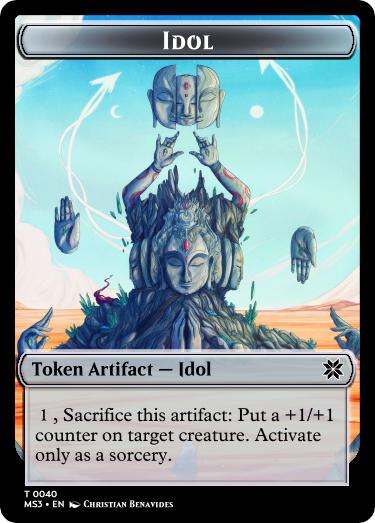 Idol
Token Artifact — Idol
1 , Sacrifice this artifact: Put a +1/+1
counter on target creature. Activate
only as a sorcery.
T 0040
MS3 • EN Christian Benavides